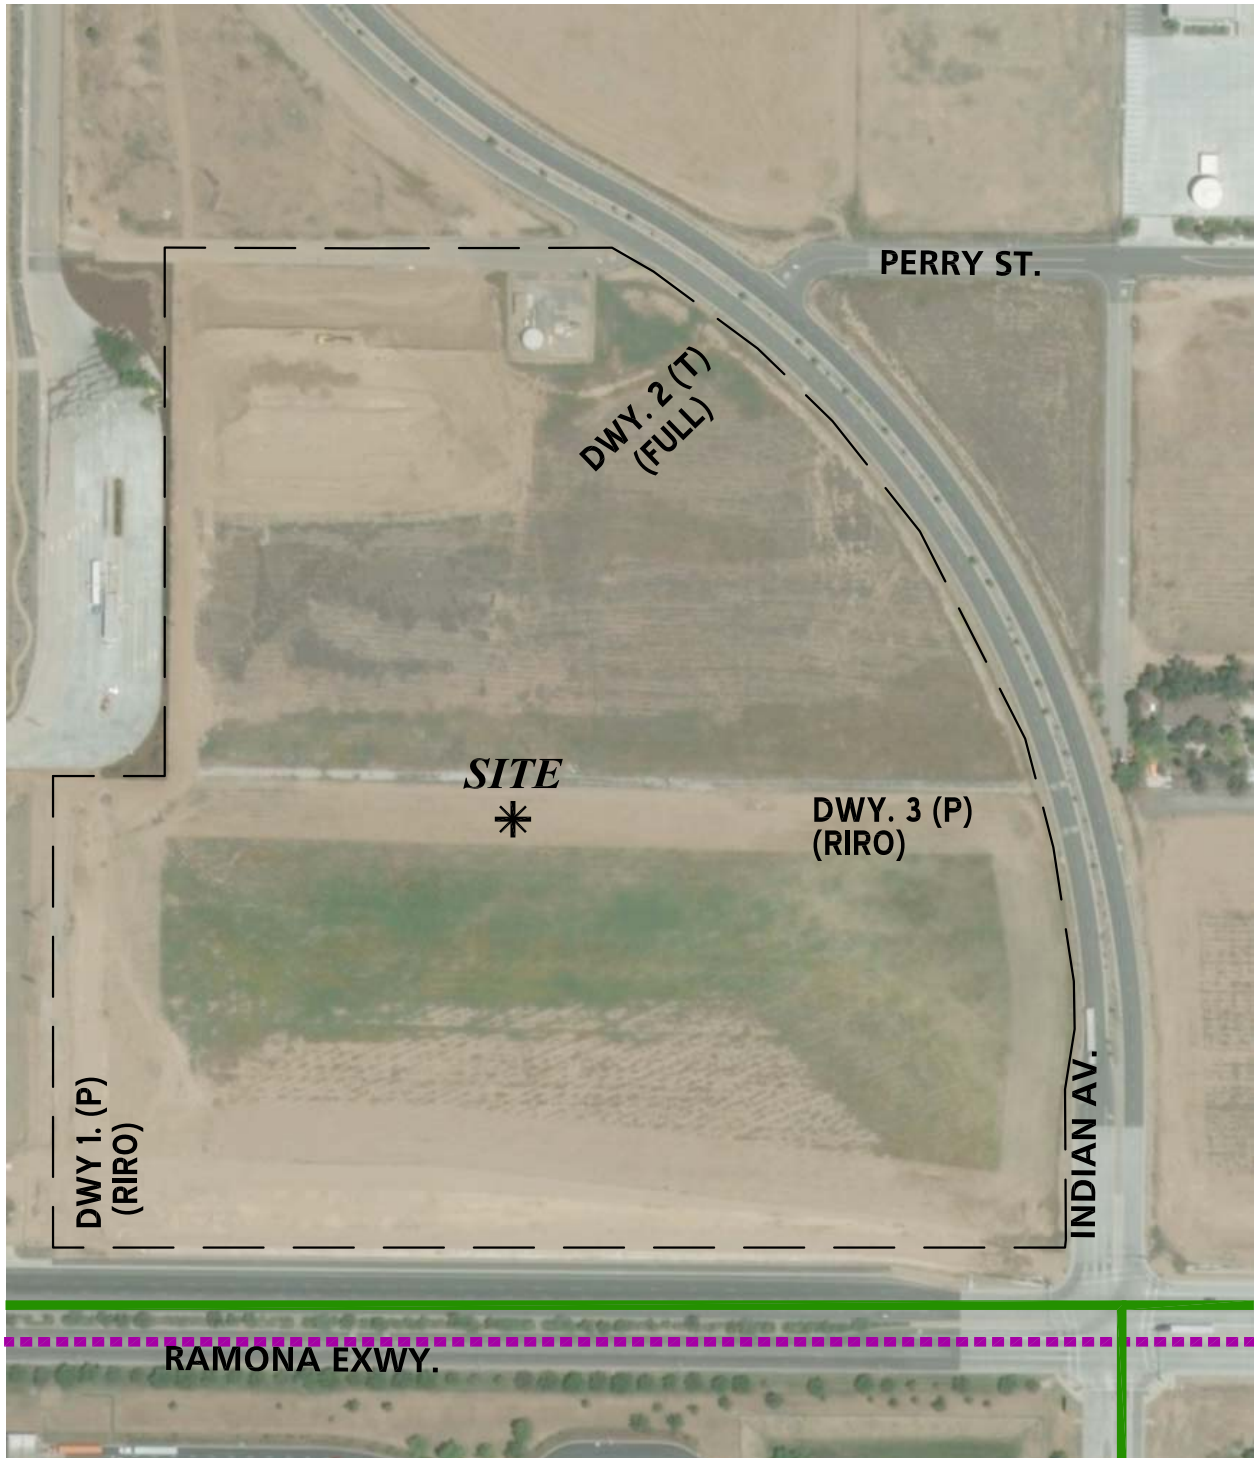 PERRY ST.
DWY. 2 (T)
(FULL)
SITE
DWY. 3 (P)
(RIRO)
DWY 1. (P)
(RIRO)
INDIAN AV.
RAMONA EXWY.